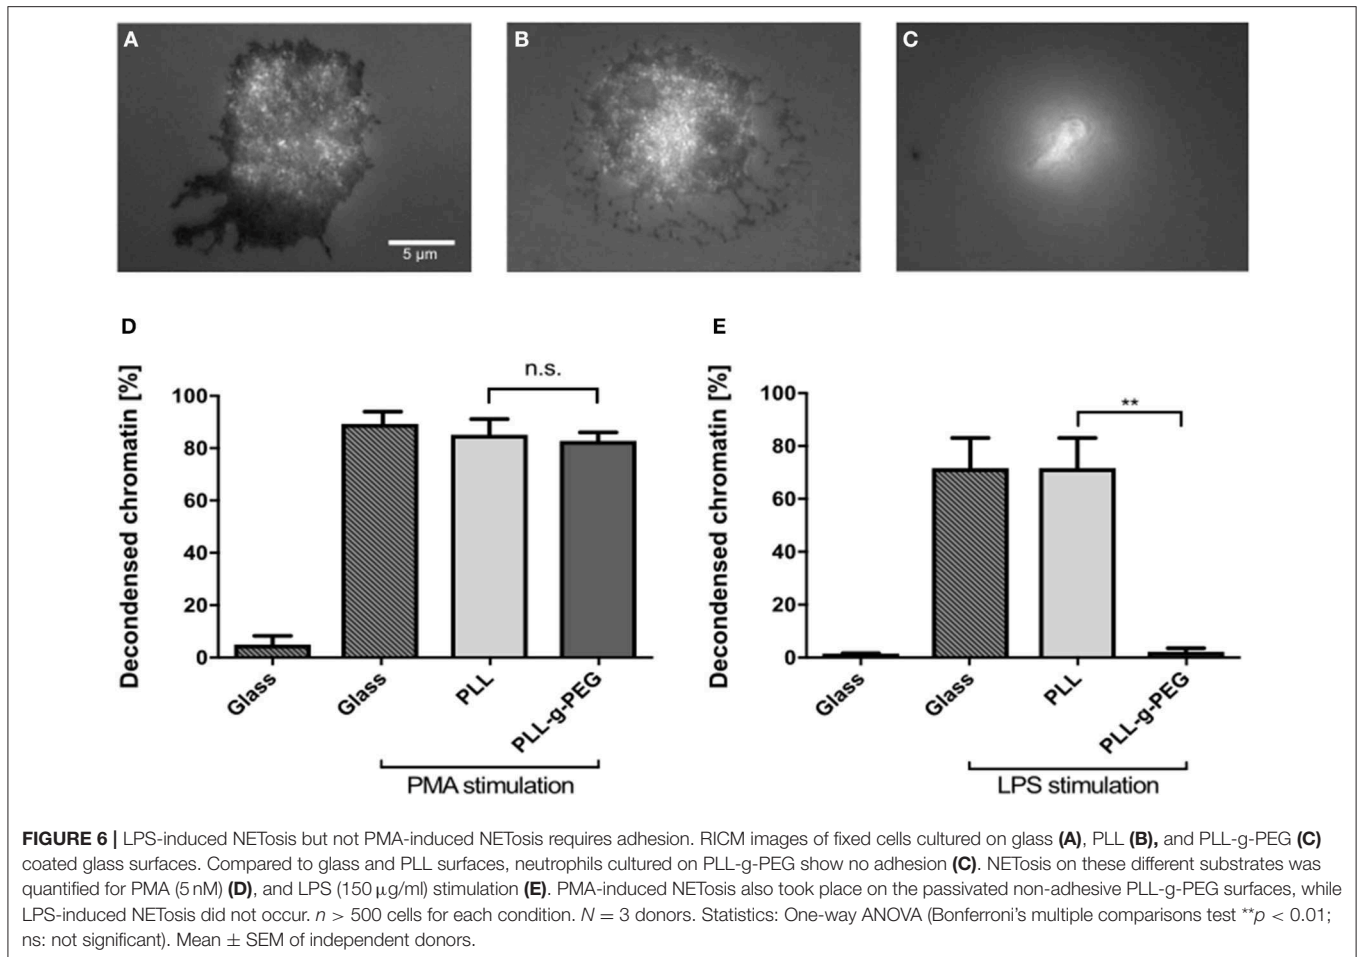 A
B
C
5 µm
D
E
Decondensed chromatin [%]
100
80
60
40
20
0
n.s.
Glass
Glass
PLL
PLL-g-PEG
PMA stimulation
Decondensed chromatin [%]
100
80
60
40
20
0
**
Glass
Glass
PLL
PLL-g-PEG
LPS stimulation
FIGURE 6 | LPS-induced NETosis but not PMA-induced NETosis requires adhesion. RICM images of fixed cells cultured on glass (A), PLL (B), and PLL-g-PEG (C)
coated glass surfaces. Compared to glass and PLL surfaces, neutrophils cultured on PLL-g-PEG show no adhesion (C). NETosis on these different substrates was
quantified for PMA (5 nM) (D), and LPS (150 µg/ml) stimulation (E). PMA-induced NETosis also took place on the passivated non-adhesive PLL-g-PEG surfaces, while
LPS-induced NETosis did not occur. n > 500 cells for each condition. N = 3 donors. Statistics: One-way ANOVA (Bonferroni's multiple comparisons test **p < 0.01;
ns: not significant). Mean ± SEM of independent donors.